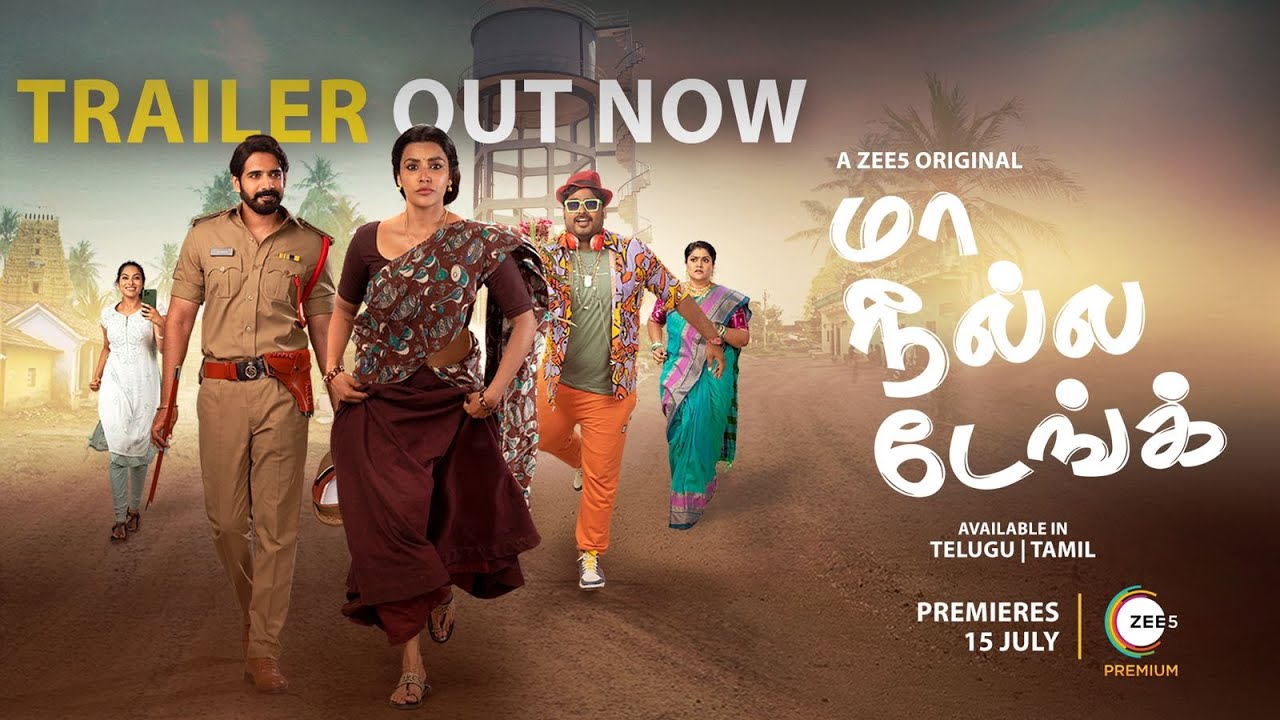 TRAILER OUT NOW
A ZEE5 ORIGINAL
மா
நீல்ல
டேங்க்
AVAILABLE IN
TELUGU | TAMIL
PREMIERES
15 JULY
ZEE5
PREMIUM